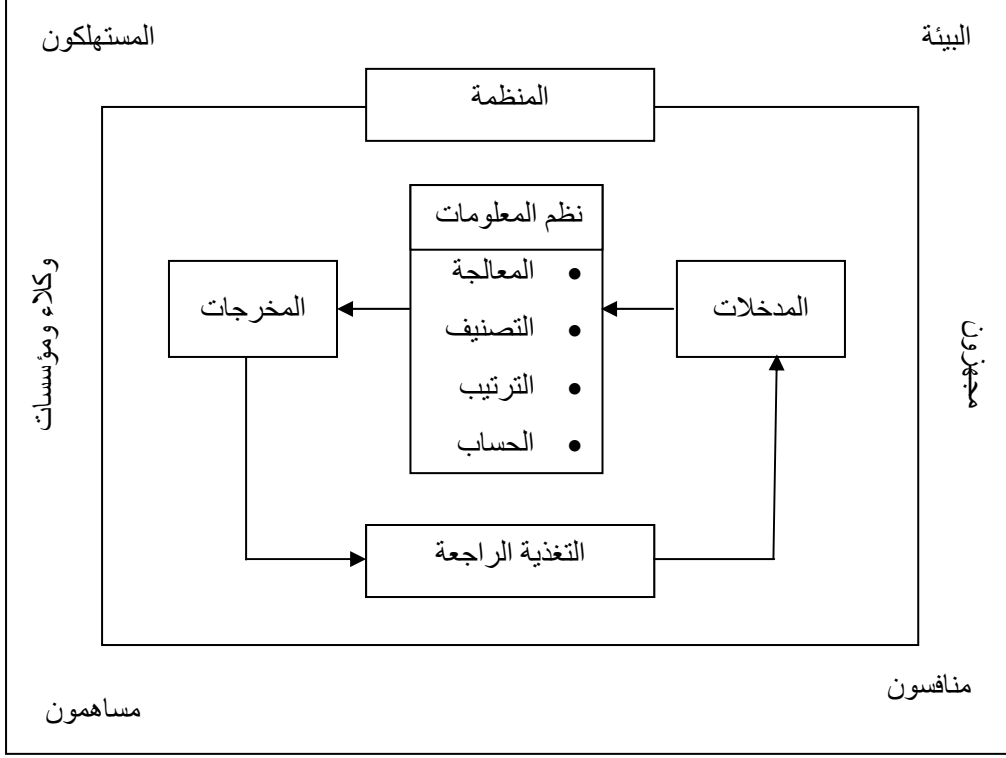 البيئة
المستهلكون
المنظمة
نظم المعلومات
• المعالجة
• التصنيف
• الترتيب
• الحساب
المدخلات
المخرجات
التغذية الراجعة
مجهزون
وكلاء ومؤسسات
منافسون
مساهمون